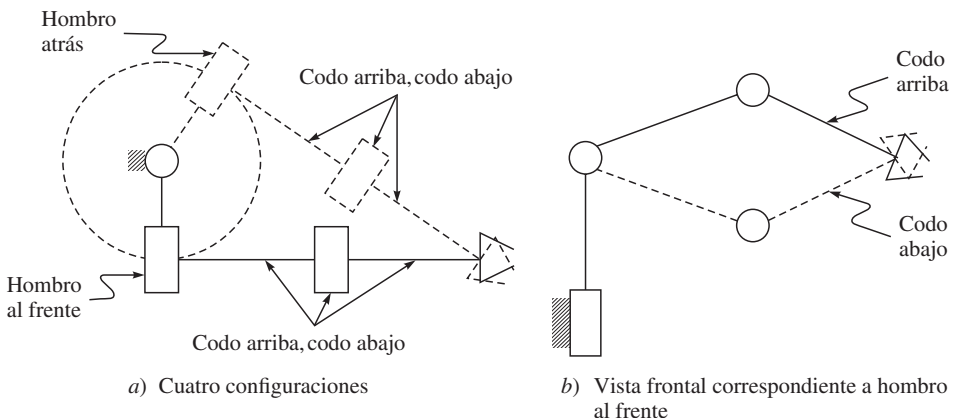 Hombro
atrás
Codo arriba, codo abajo
Hombro
al frente
Codo arriba, codo abajo
a) Cuatro configuraciones
Codo
arriba
Codo
abajo
b) Vista frontal correspondiente a hombro
al frente